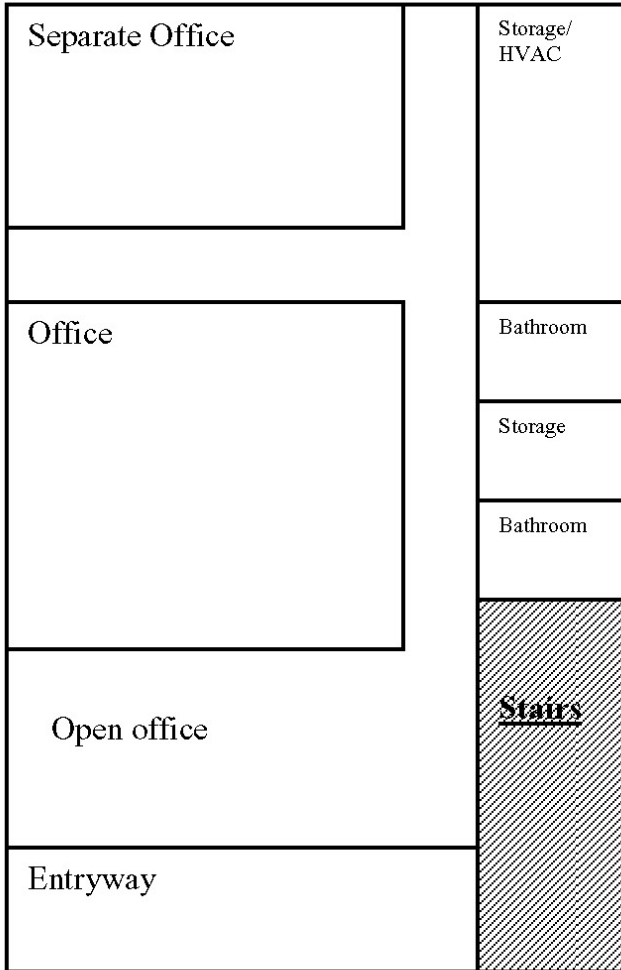 Separate Office
Storage/
HVAC
Office
Bathroom
Storage
Bathroom
Stairs
Open office
Entryway